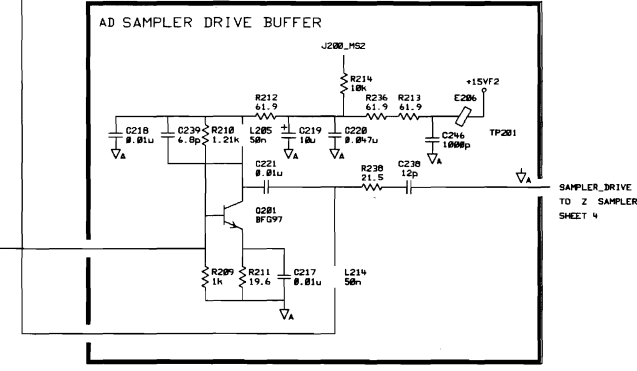 AD SAMPLER DRIVE BUFFER
J200_MS2
R214
10k
+15VF2
R212
61.9
R236
61.9
R213
61.9
E206
C218
0.01u
C239
6.8p
R210
1.21k
L205
50n
+
C219
10u
C220
0.047u
C246
1000p
TP201
A
A
A
A
C221
0.01u
R238
21.5
C238
12p
A
SAMPLER_DRIVE
TO Z SAMPLER
SHEET 4
Q201
BFG97
R209
1k
R211
19.6
C217
0.01u
L214
50n
A